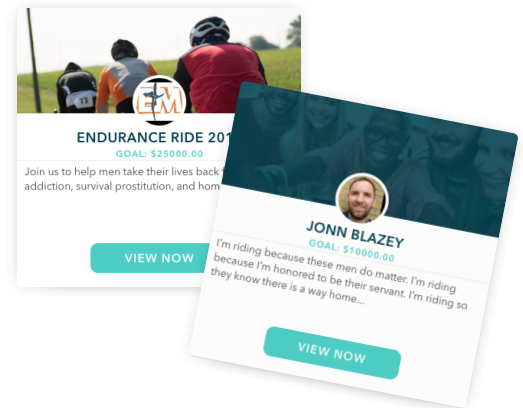 EM
ENDURANCE RIDE 201
GOAL: $25000.00
Join us to help men take their lives back
addiction, survival prostitution, and hom
VIEW NOW
JONN BLAZEY
GOAL: $10000.00
I'm riding because these men do matter. I'm riding
because I'm honored to be their servant. I'm riding so
they know there is a way home...
VIEW NOW